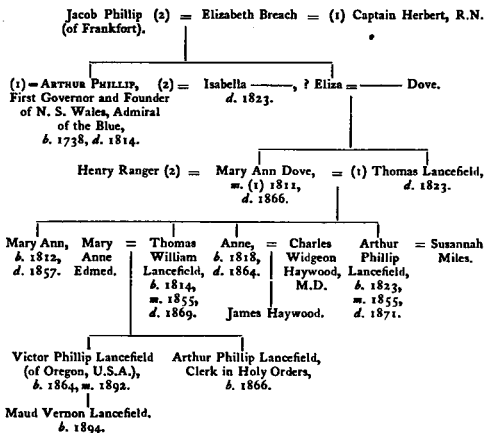 Jacob Phillip (2) = Elizabeth Breach = (1) Captain Herbert, R.N.
(of Frankfort).
(1) = ARTHUR PHILLIP, (2) = Isabella ———, ? Eliza = ——— Dove.
First Governor and Founder d. 1823.
of N. S. Wales, Admiral
of the Blue,
b. 1738, d. 1814.
Henry Ranger (2) = Mary Ann Dove, = (1) Thomas Lancefield,
m. (1) 1811, d. 1823.
d. 1866.
Mary Ann, Mary = Thomas Anne, = Charles Arthur = Susannah
b. 1812, Anne William b. 1818, Widgeon Phillip Miles.
d. 1857. Edmed. Lancefield, d. 1864. Haywood, Lancefield,
b. 1814, M.D. b. 1823,
m. 1855, m. 1855,
d. 1869. James Haywood. d. 1871.
Victor Phillip Lancefield Arthur Phillip Lancefield,
(of Oregon, U.S.A.), Clerk in Holy Orders,
b. 1864, m. 1892. b. 1866.
Maud Vernon Lancefield.
b. 1894.